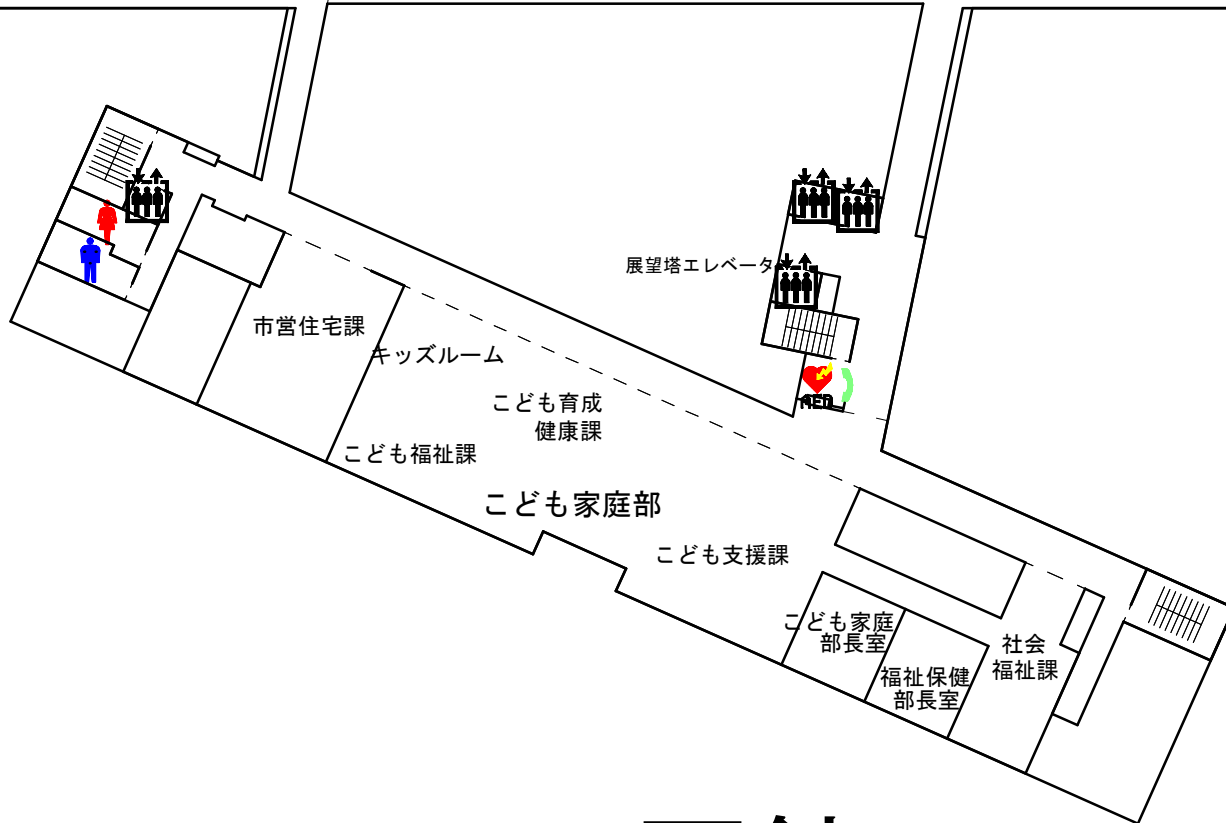 展望塔エレベータ
市営住宅課
キッズルーム
こども育成
健康課
こども福祉課
AED
こども家庭部
こども支援課
こども家庭
部長室
福祉保健
部長室
社会
福祉課